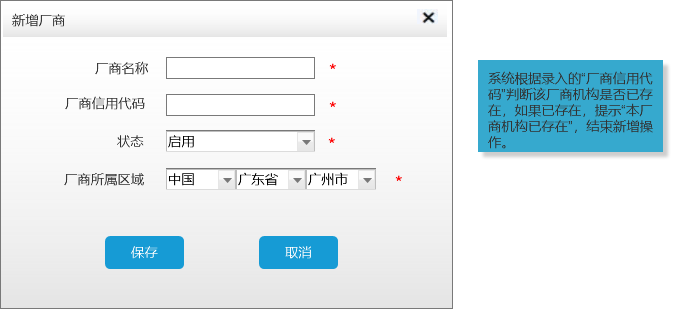 新增厂商
厂商名称 *
厂商信用代码 *
状态 启用 *
厂商所属区域 中国 广东省 广州市 *
保存 取消
系统根据录入的“厂商信用代
码”判断该厂商机构是否已存
在，如果已存在，提示“本厂
商机构已存在”，结束新增操
作。